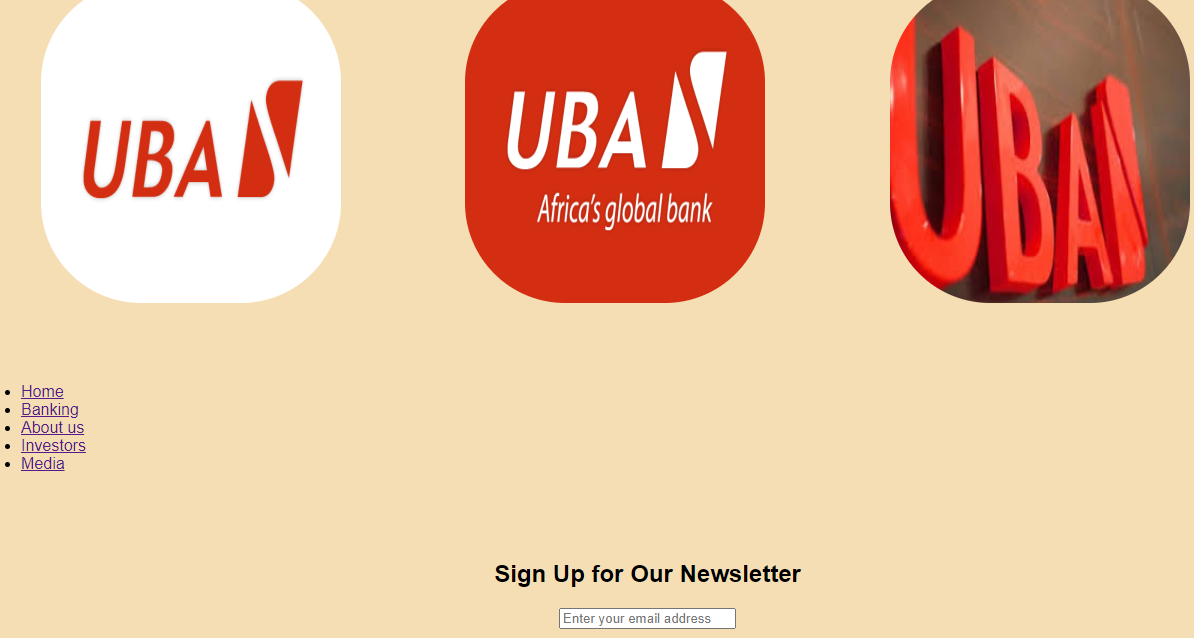 UBA
UBA
Africa's global bank
UBA
Home
Banking
About us
Investors
Media
Sign Up for Our Newsletter
Enter your email address